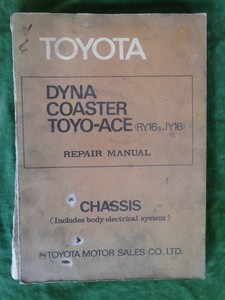 TOYOTA
DYNA
COASTER
TOYO-ACE (RY16 & JY16)
REPAIR MANUAL
CHASSIS
(Includes body electrical system)
TOYOTA MOTOR SALES CO., LTD.